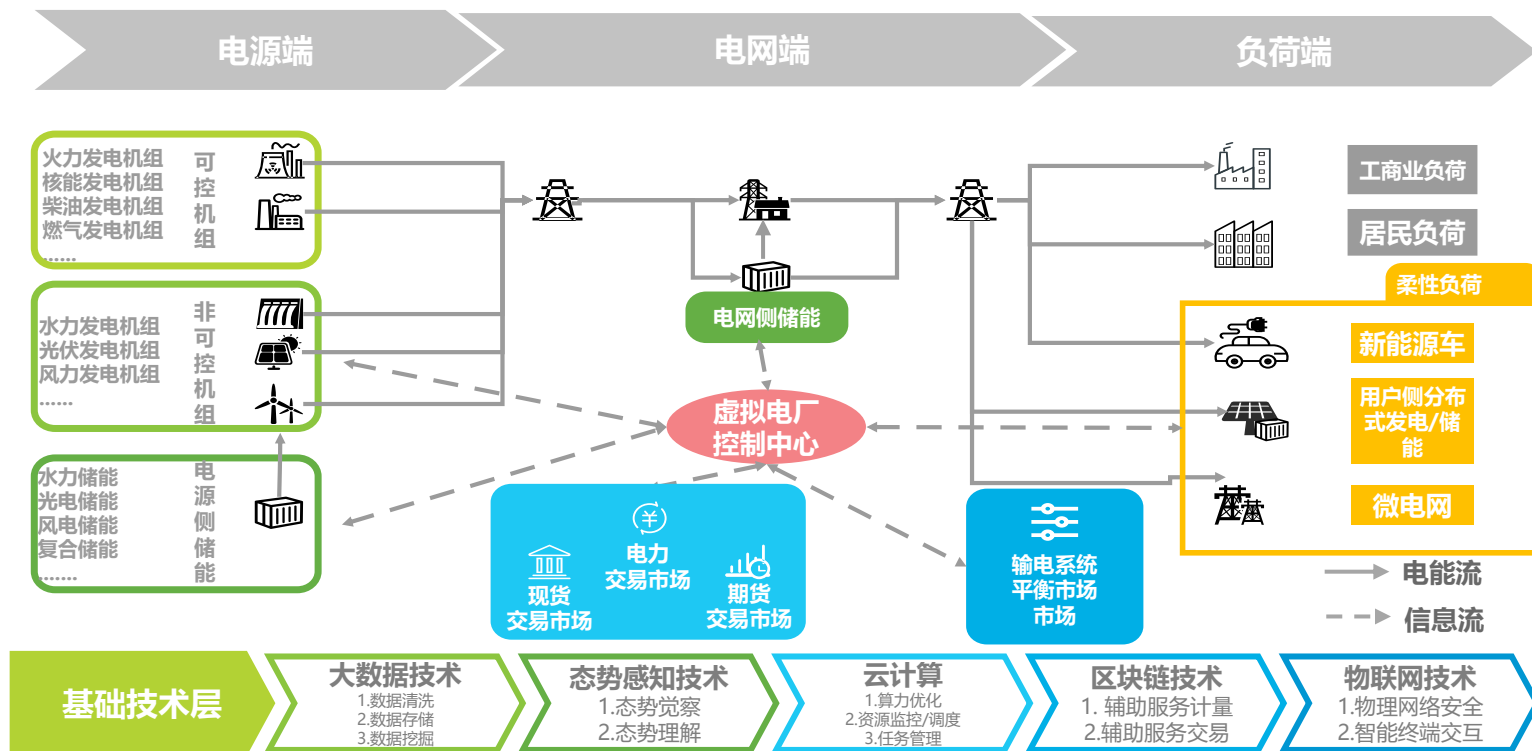 电源端
电网端
负荷端
火力发电机组
核能发电机组
柴油发电机组
燃气发电机组
......
可控机组
水力发电机组
光伏发电机组
风力发电机组
......
非可控机组
水力储能
光电储能
风电储能
复合储能
.......
电源侧储能
电网侧储能
虚拟电厂
控制中心
电力
交易市场
现货
交易市场
期货
交易市场
输电系统
平衡市场
市场
工商业负荷
居民负荷
柔性负荷
新能源车
用户侧分布
式发电/储
能
微电网
电能流
信息流
基础技术层
大数据技术
1.数据清洗
2.数据存储
3.数据挖掘
态势感知技术
1.态势觉察
2.态势理解
云计算
1.算力优化
2.资源监控/调度
3.任务管理
区块链技术
1. 辅助服务计量
2.辅助服务交易
物联网技术
1.物理网络安全
2.智能终端交互